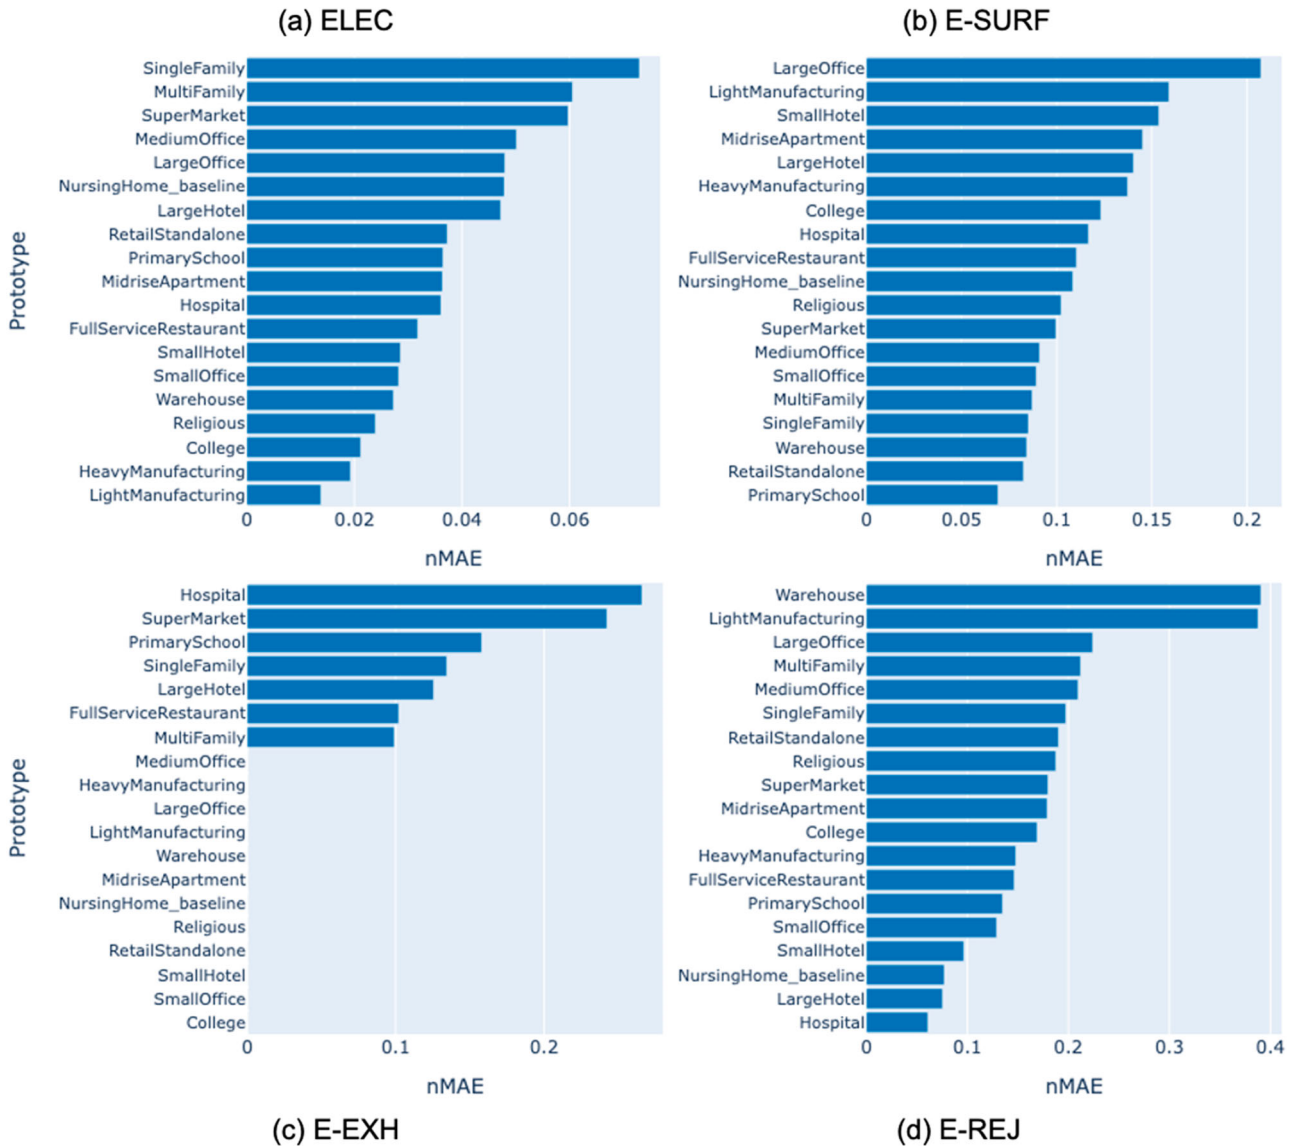 (a) ELEC
(b) E-SURF
Prototype
SingleFamily
MultiFamily
SuperMarket
MediumOffice
LargeOffice
NursingHome_baseline
LargeHotel
RetailStandalone
PrimarySchool
MidriseApartment
Hospital
FullServiceRestaurant
SmallHotel
SmallOffice
Warehouse
Religious
College
HeavyManufacturing
LightManufacturing
0 0.02 0.04 0.06
nMAE
LargeOffice
LightManufacturing
SmallHotel
MidriseApartment
LargeHotel
HeavyManufacturing
College
Hospital
FullServiceRestaurant
NursingHome_baseline
Religious
SuperMarket
MediumOffice
SmallOffice
MultiFamily
SingleFamily
Warehouse
RetailStandalone
PrimarySchool
0 0.05 0.1 0.15 0.2
nMAE
Prototype
Hospital
SuperMarket
PrimarySchool
SingleFamily
LargeHotel
FullServiceRestaurant
MultiFamily
MediumOffice
HeavyManufacturing
LargeOffice
LightManufacturing
Warehouse
MidriseApartment
NursingHome_baseline
Religious
RetailStandalone
SmallHotel
SmallOffice
College
0 0.1 0.2
nMAE
Warehouse
LightManufacturing
LargeOffice
MultiFamily
MediumOffice
SingleFamily
RetailStandalone
Religious
SuperMarket
MidriseApartment
College
HeavyManufacturing
FullServiceRestaurant
PrimarySchool
SmallOffice
SmallHotel
NursingHome_baseline
LargeHotel
Hospital
0 0.1 0.2 0.3 0.4
nMAE
(c) E-EXH
(d) E-REJ